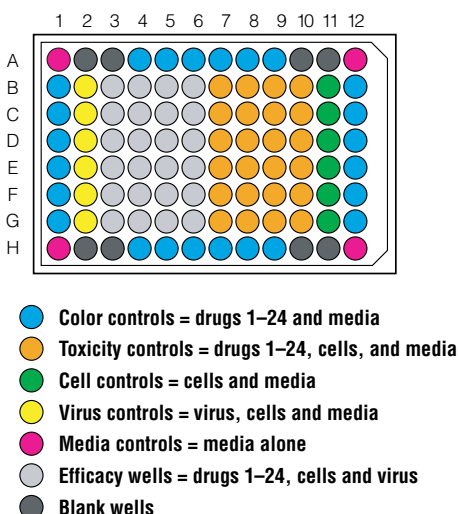 1 2 3 4 5 6 7 8 9 10 11 12
A
B
C
D
E
F
G
H
Color controls = drugs 1–24 and media
Toxicity controls = drugs 1–24, cells, and media
Cell controls = cells and media
Virus controls = virus, cells and media
Media controls = media alone
Efficacy wells = drugs 1–24, cells and virus
Blank wells